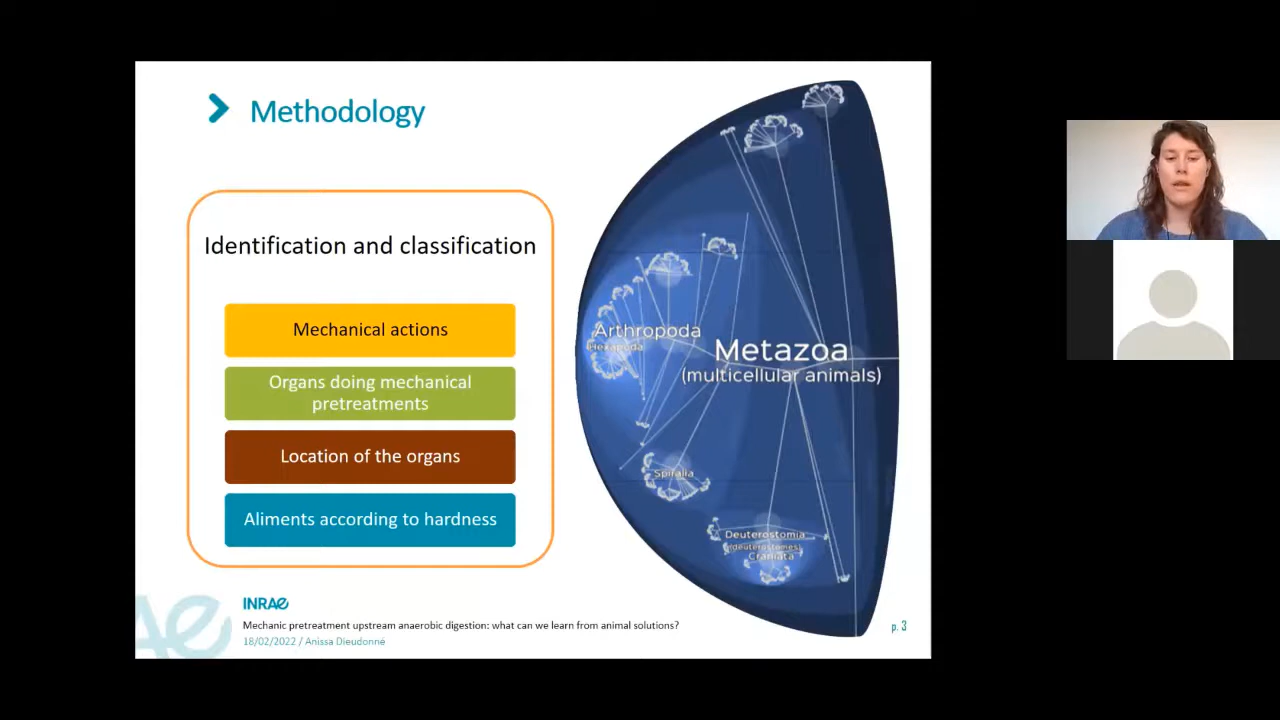 Methodology
Identification and classification
Mechanical actions
Organs doing mechanical
pretreatments
Location of the organs
Aliments according to hardness
Arthropoda
Hexapoda
Metazoa
(multicellular animals)
Spiralia
Deuterostomia
(deuterostomes)
Craniata
INRAE
Mechanic pretreatment upstream anaerobic digestion: what can we learn from animal solutions?
18/02/2022 / Anissa Dieudonné
p. 3